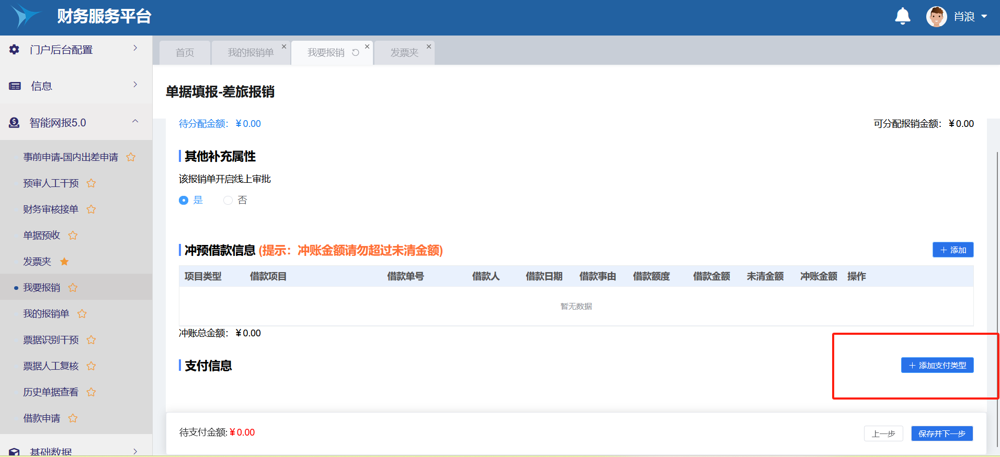 财务服务平台
肖浪
门户后台配置
信息
智能网报5.0
事前申请-国内出差申请
预审人工干预
财务审核接单
单据预收
发票夹
我要报销
我的报销单
票据识别干预
票据人工复核
历史单据查看
借款申请
基础数据
首页 我的报销单 我要报销 发票夹
单据填报-差旅报销
待分配金额： ¥0.00 可分配报销金额： ¥0.00
其他补充属性
该报销单开启线上审批
是 否
冲预借款信息 (提示：冲账金额请勿超过未清金额) 添加
项目类型 借款项目 借款单号 借款人 借款日期 借款事由 借款额度 借款金额 未清金额 冲账金额 操作
暂无数据
冲账总金额： ¥0.00
支付信息 添加支付类型
待支付金额:¥0.00 上一步 保存并下一步